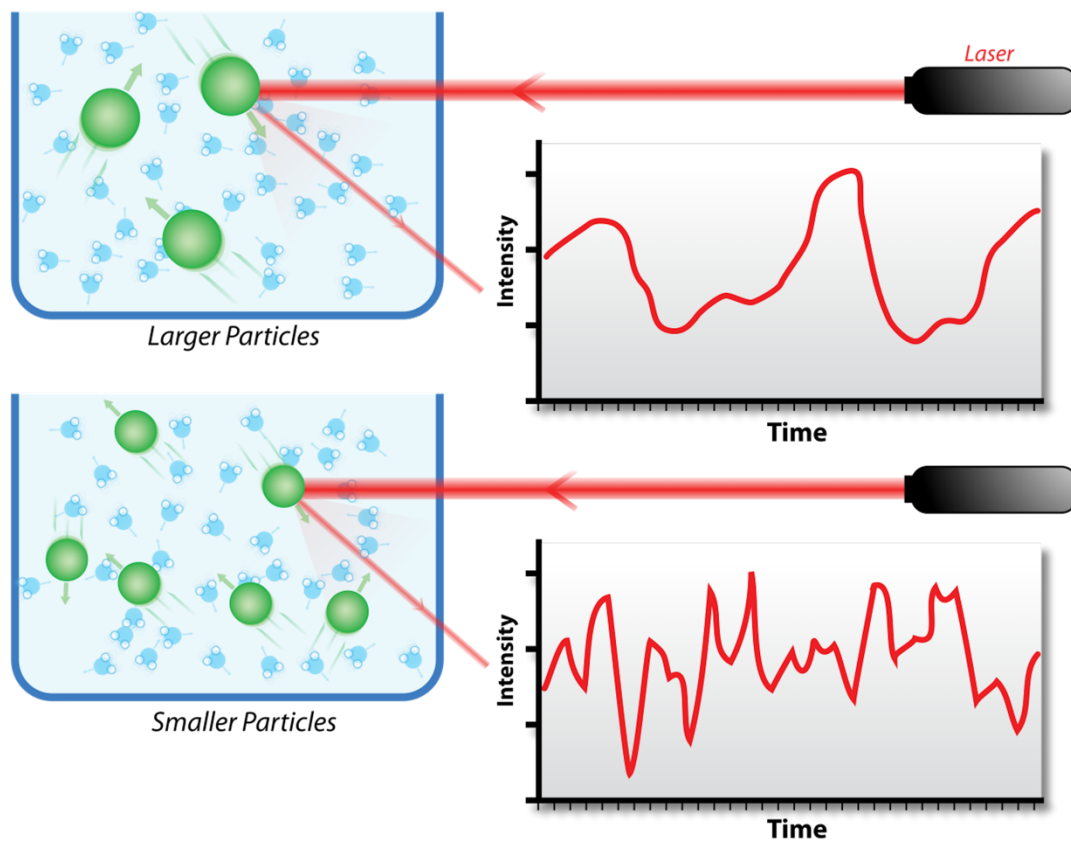 Laser
Intensity
Time
Larger Particles
Intensity
Time
Smaller Particles